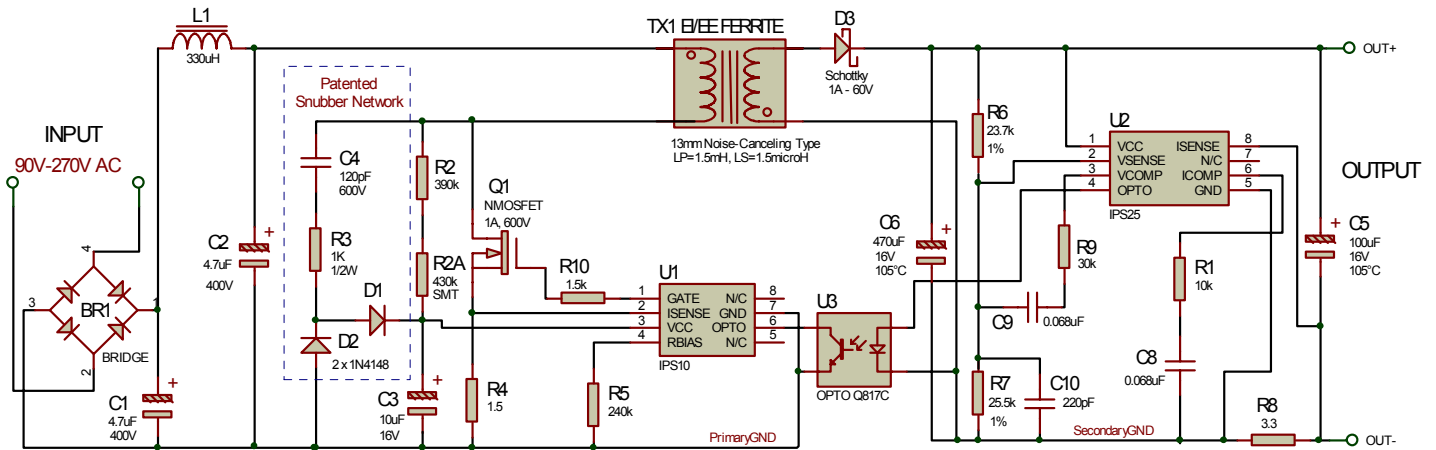 L1
330uH
TX1 EI/EE FERRITE
13mm Noise-Canceling Type
LP=1.5mH, LS=1.5microH
D3
Schottky
1A - 60V
OUT+
INPUT
90V-270V AC
Patented
Snubber Network
C4
120pF
600V
R3
1K
1/2W
D1
D2
2 x 1N4148
R2
390k
R2A
430k
SMT
Q1
NMOSFET
1A, 600V
R10
1.5k
4
3
1
2
BR1
BRIDGE
C1
4.7uF
400V
C2
4.7uF
400V
C3
10uF
16V
R4
1.5
R5
240k
U1
1 GATE N/C 8
2 ISENSE GND 7
3 VCC OPTO 6
4 RBIAS N/C 5
IPS10
U3
OPTO Q817C
PrimaryGND
C6
470uF
16V
105°C
R6
23.7k
1%
U2
1 VCC ISENSE 8
2 VSENSE N/C 7
3 VCOMP ICOMP 6
4 OPTO GND 5
IPS25
OUTPUT
C5
100uF
16V
105°C
R9
30k
C9
0.068uF
R1
10k
C8
0.068uF
R7
25.5k
1%
C10
220pF
SecondaryGND
R8
3.3
OUT-